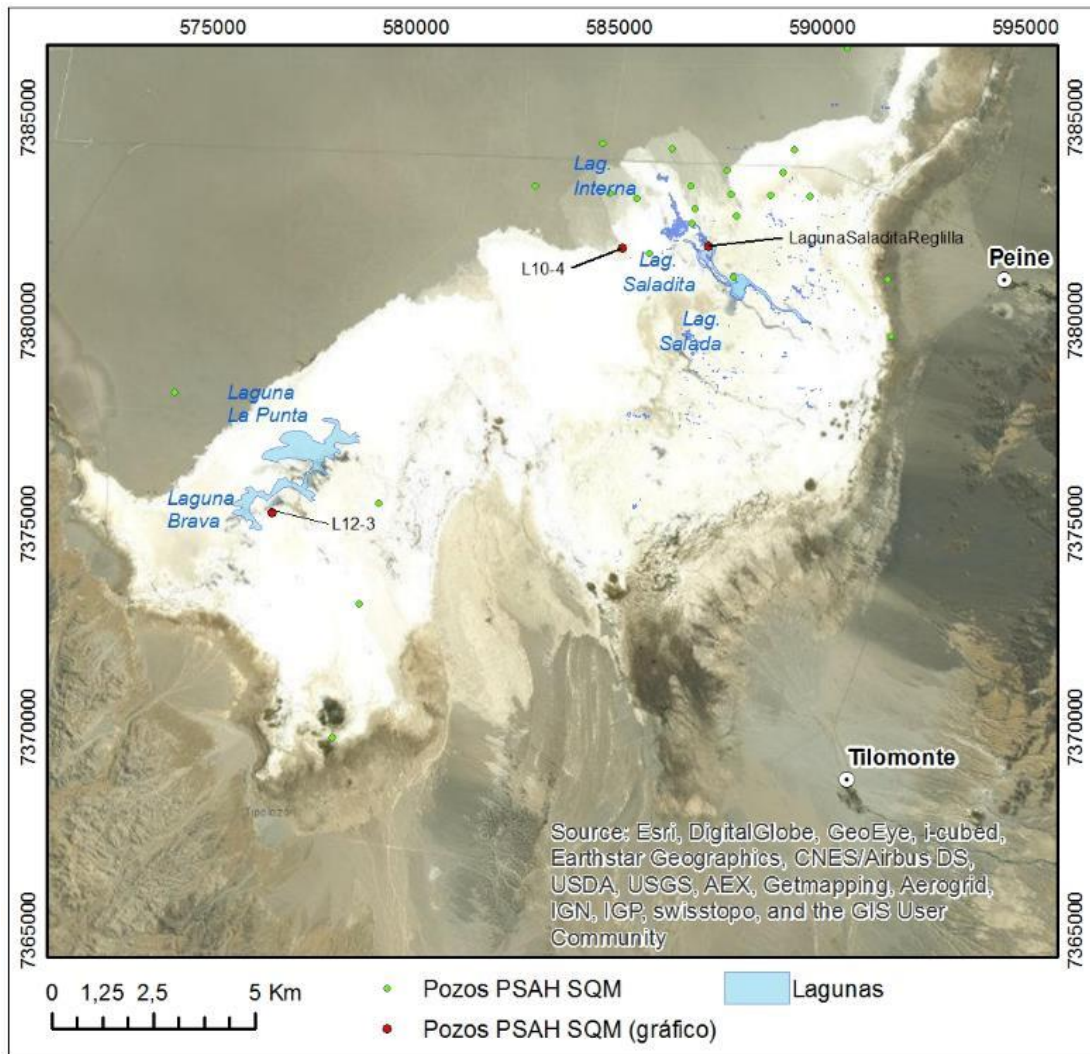 575000 580000 585000 590000 595000
7385000 7385000
Lag.
Interna
LagunaSaladitaReglilla
L10-4
Lag.
Saladita
Peine
7380000 7380000
Lag.
Salada
Laguna
La Punta
Laguna
Brava
L12-3
7375000 7375000
7370000 7370000
Tilomonte
Source: Esri, DigitalGlobe, GeoEye, i-cubed,
Earthstar Geographics, CNES/Airbus DS,
USDA, USGS, AEX, Getmapping, Aerogrid,
IGN, IGP, swisstopo, and the GIS User
Community
7365000 7365000
0 1,25 2,5 5 Km
Pozos PSAH SQM
Lagunas
Pozos PSAH SQM (gráfico)